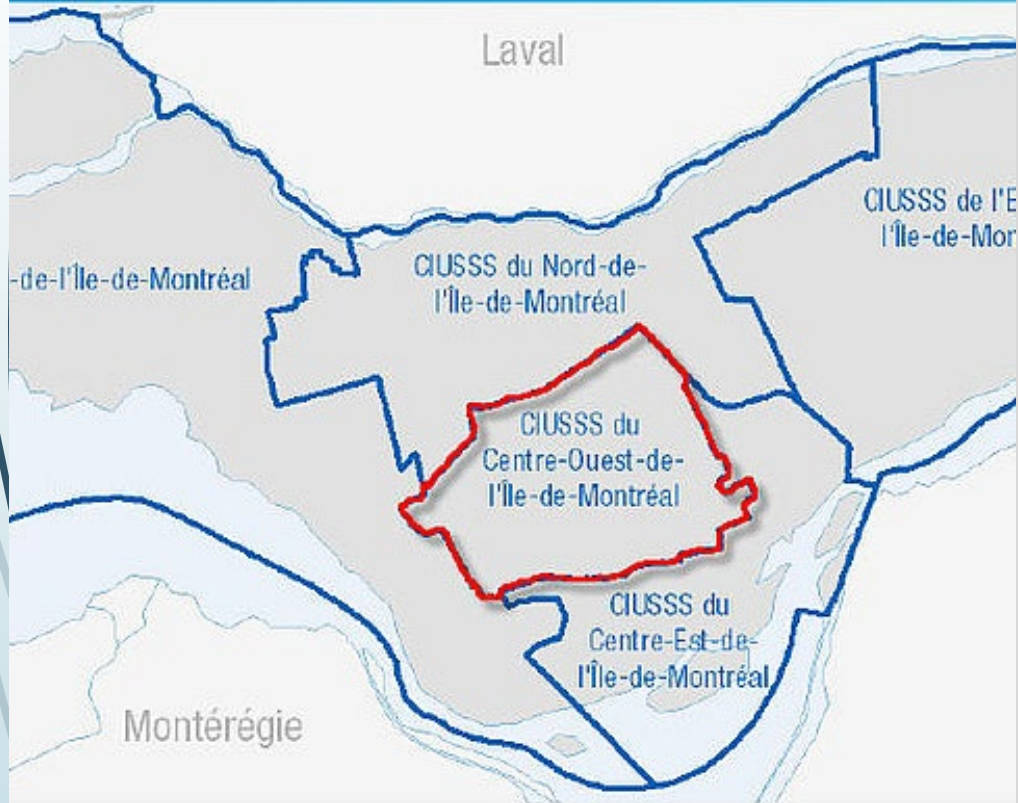 Laval
CIUSSS de l'E
l'Île-de-Mon
CIUSSS du Nord-de-
l'Île-de-Montréal
-de-l'Île-de-Montréal
CIUSSS du
Centre-Ouest-de-
l'Île-de-Montréal
CIUSSS du
Centre-Est-de-
l'Île-de-Montréal
Montérégie